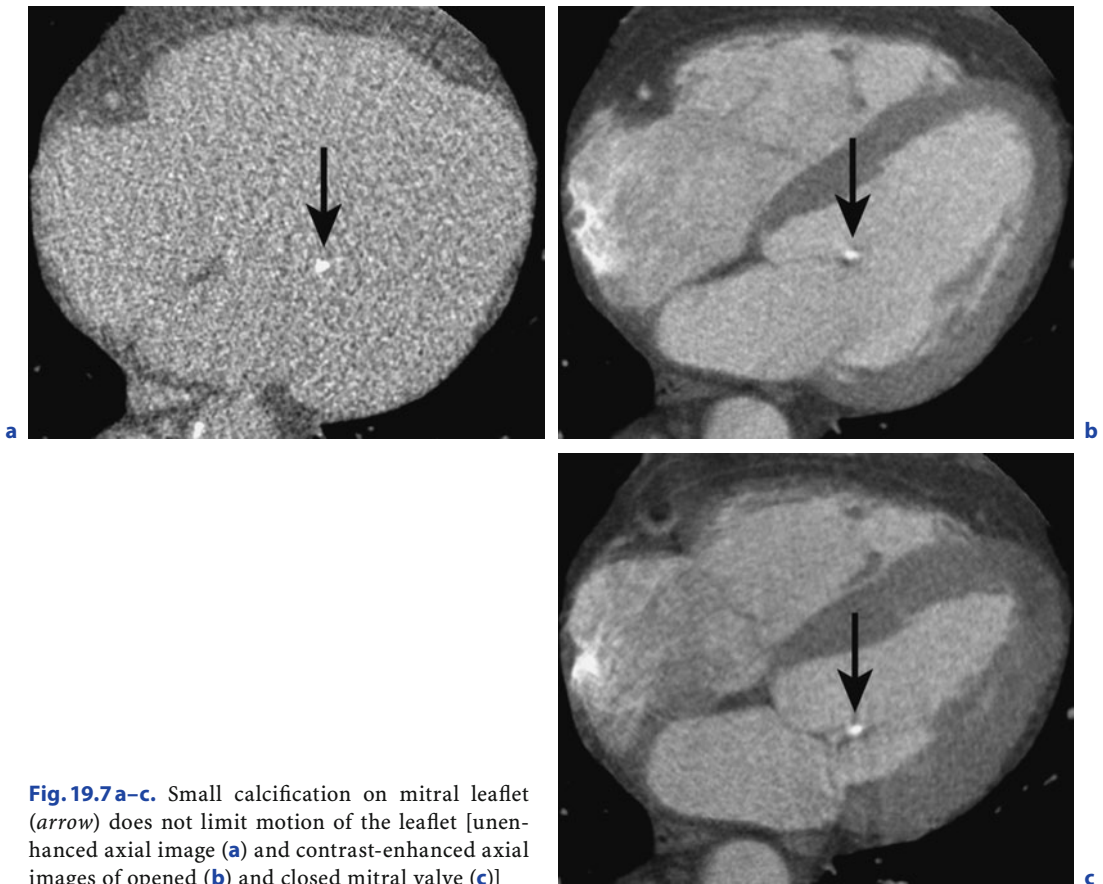 a
b
Fig. 19.7 a–c. Small calcification on mitral leaflet
(arrow) does not limit motion of the leaflet [unen-
hanced axial image (a) and contrast-enhanced axial
images of opened (b) and closed mitral valve (c)]
c